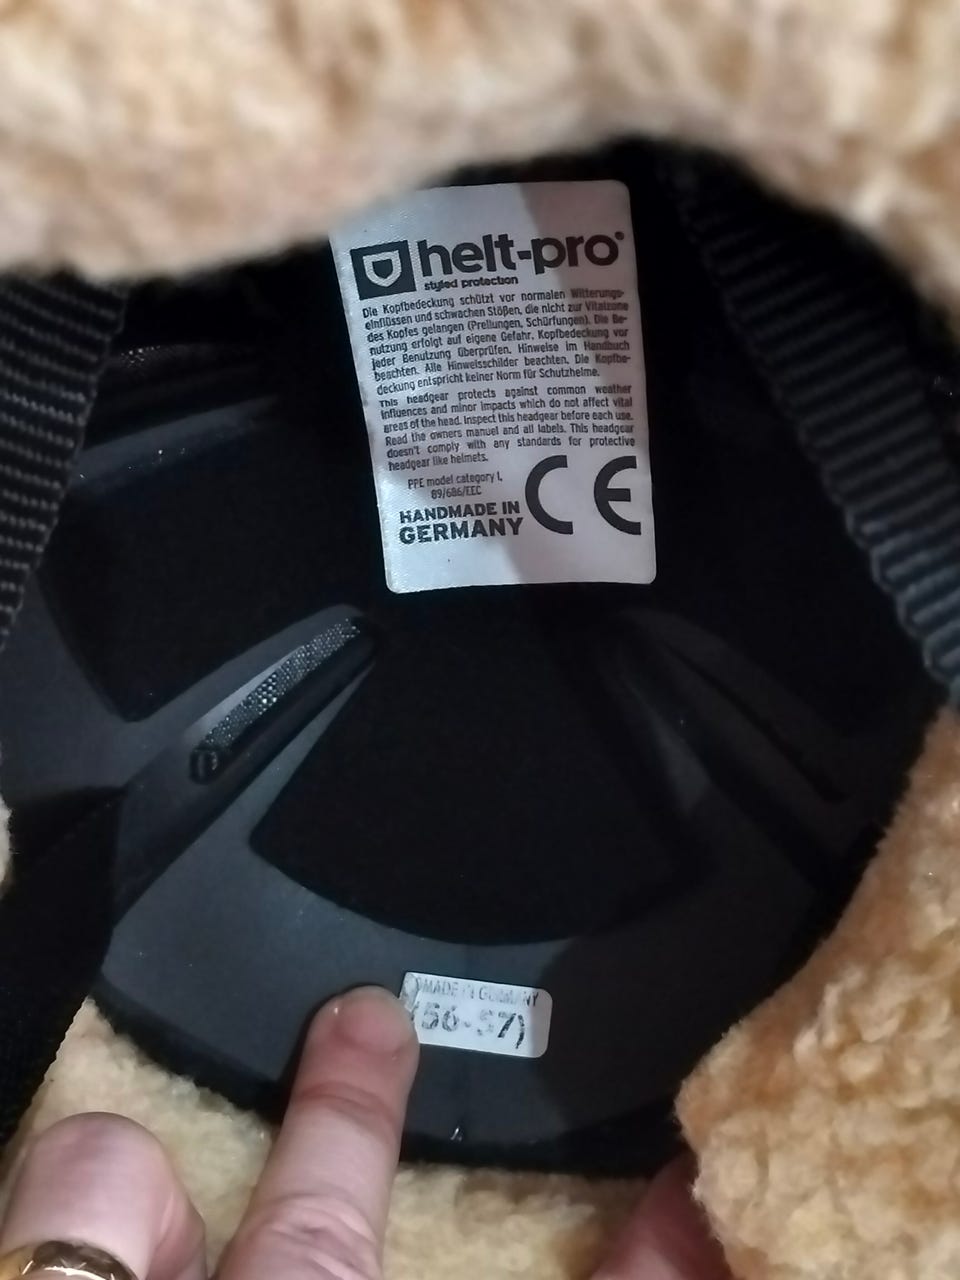 helt-pro®
styled protection
Die Kopfbedeckung schützt vor normalen Witterungs-
einflüssen und schwachen Stößen, die nicht zur Vitalzone
des Kopfes gelangen (Prellungen, Schürfungen). Die Be-
nutzung erfolgt auf eigene Gefahr. Kopfbedeckung vor
jeder Benutzung überprüfen. Hinweise im Handbuch
beachten. Alle Hinweisschilder beachten. Die Kopfbe-
deckung entspricht keiner Norm für Schutzhelme.
This headgear protects against common weather
influences and minor impacts which do not affect vital
areas of the head. Inspect this headgear before each use.
Read the owners manuel and all labels. This headgear
doesn't comply with any standards for protective
headgear like helmets.
PPE model category I,
89/686/EEC
HANDMADE IN
GERMANY
CE
MADE IN GERMANY
(56-57)